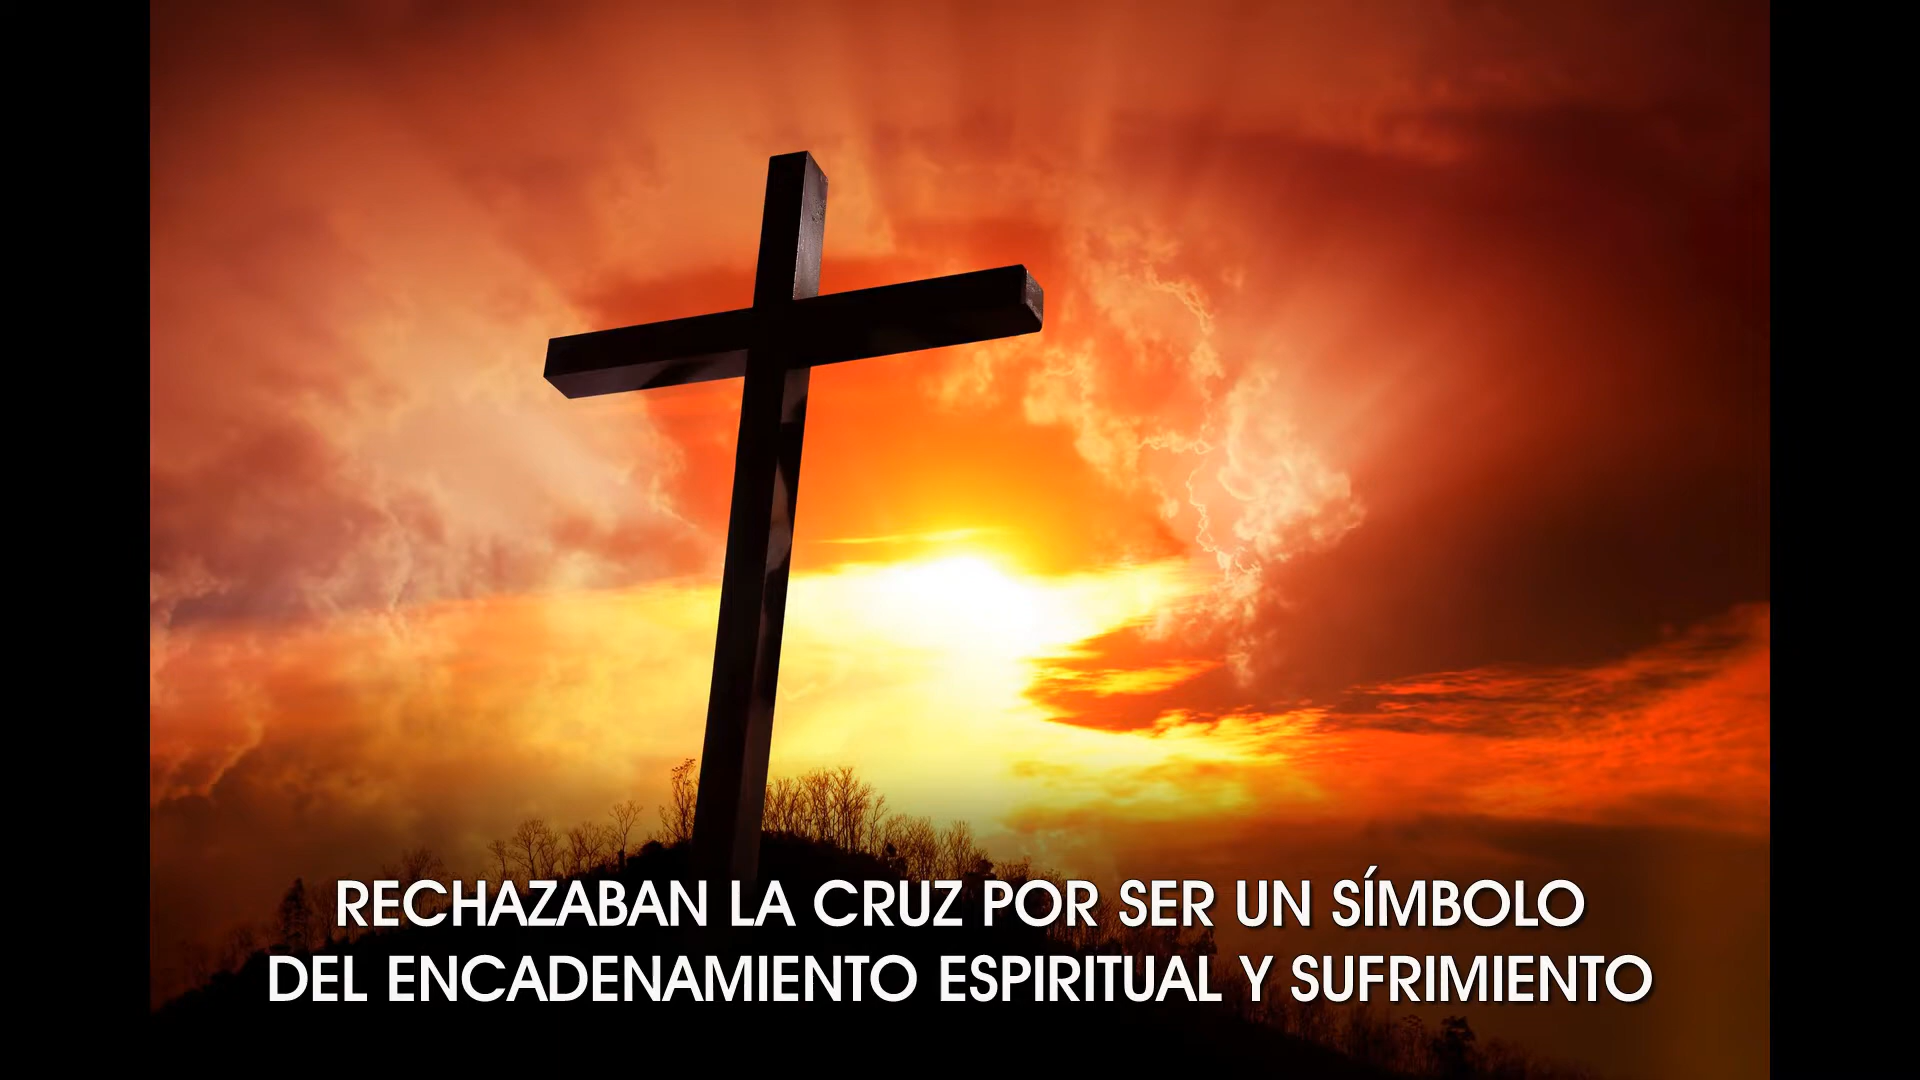 RECHAZABAN LA CRUZ POR SER UN SÍMBOLO
DEL ENCADENAMIENTO ESPIRITUAL Y SUFRIMIENTO